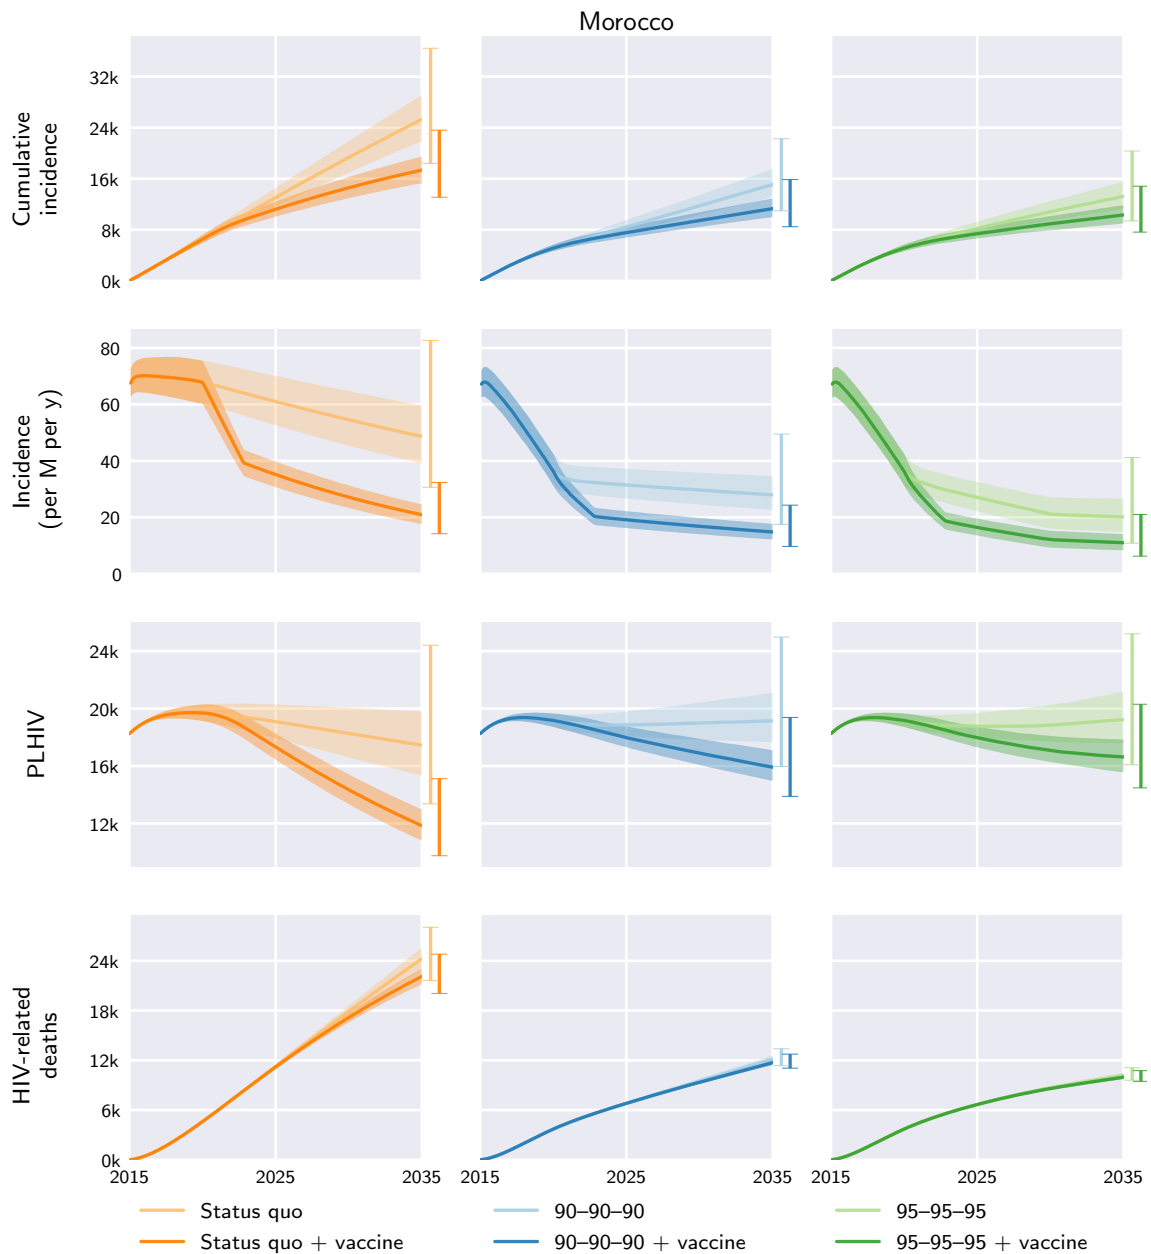 Morocco
Cumulative
incidence
32k
24k
16k
8k
0k
Incidence
(per M per y)
80
60
40
20
0
PLHIV
24k
20k
16k
12k
HIV-related
deaths
24k
18k
12k
6k
0k
2015 2025 2035 2015 2025 2035 2015 2025 2035
Status quo 90–90–90 95–95–95
Status quo + vaccine 90–90–90 + vaccine 95–95–95 + vaccine